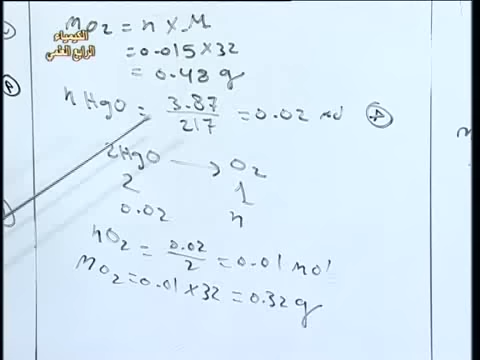 mO2 = n × M
الكيمياء
الرابع العلمي
= 0.015 × 32
= 0.48 g
n HgO = 3.87 / 217 = 0.02 mol
2HgO → O2
2 1
0.02 n
nO2 = 0.02 / 2 = 0.01 mol
mO2 = 0.01 × 32 = 0.32 g